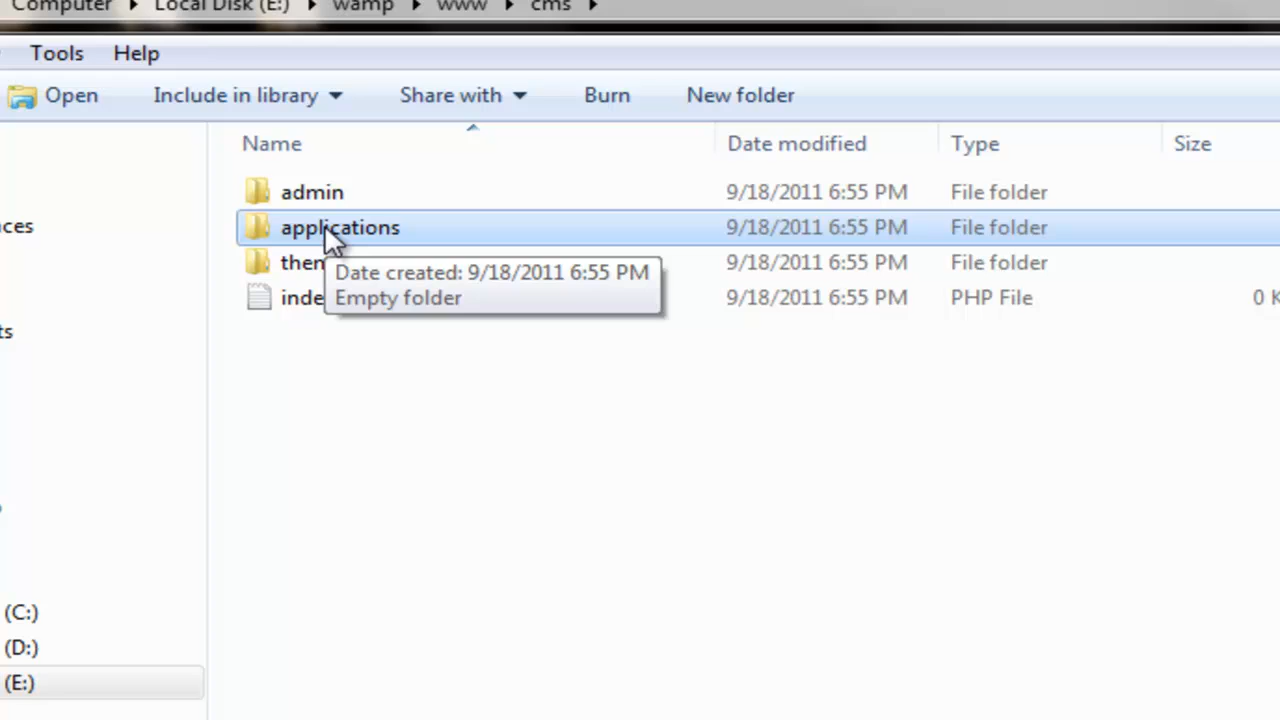 Computer Local Disk (E:) wamp www cms
Tools Help
Open Include in library Share with Burn New folder
Name Date modified Type Size
admin 9/18/2011 6:55 PM File folder
applications 9/18/2011 6:55 PM File folder
9/18/2011 6:55 PM File folder
9/18/2011 6:55 PM PHP File 0 K
Date created: 9/18/2011 6:55 PM
Empty folder
(C:)
(D:)
(E:)